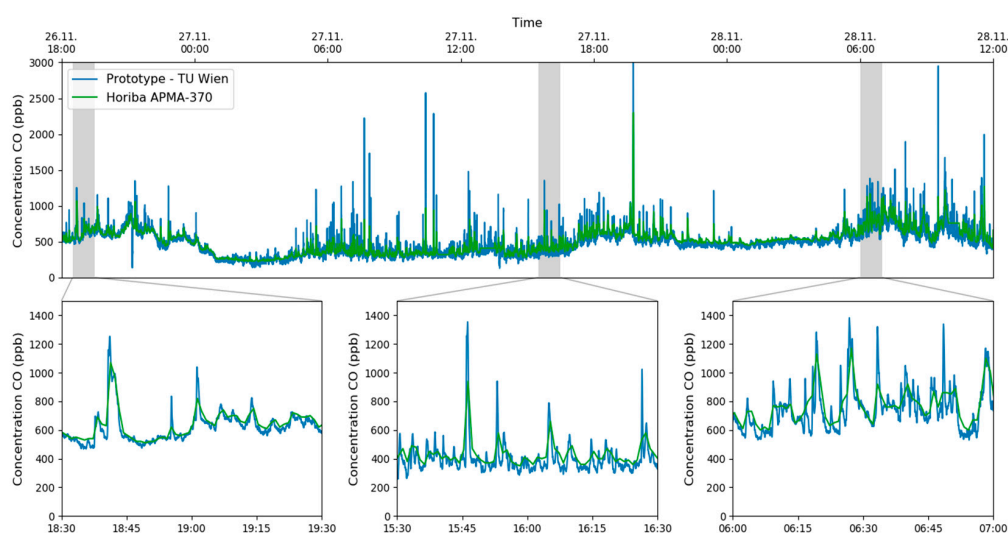 Time
26.11. 27.11. 27.11. 27.11. 27.11. 28.11. 28.11. 28.11.
18:00 00:00 06:00 12:00 18:00 00:00 06:00 12:00
Concentration CO (ppb)
3000
2500
2000
1500
1000
500
0
Prototype - TU Wien
Horiba APMA-370
Concentration CO (ppb)
1400
1200
1000
800
600
400
200
0
18:30 18:45 19:00 19:15 19:30
Concentration CO (ppb)
1400
1200
1000
800
600
400
200
0
15:30 15:45 16:00 16:15 16:30
Concentration CO (ppb)
1400
1200
1000
800
600
400
200
0
06:00 06:15 06:30 06:45 07:00